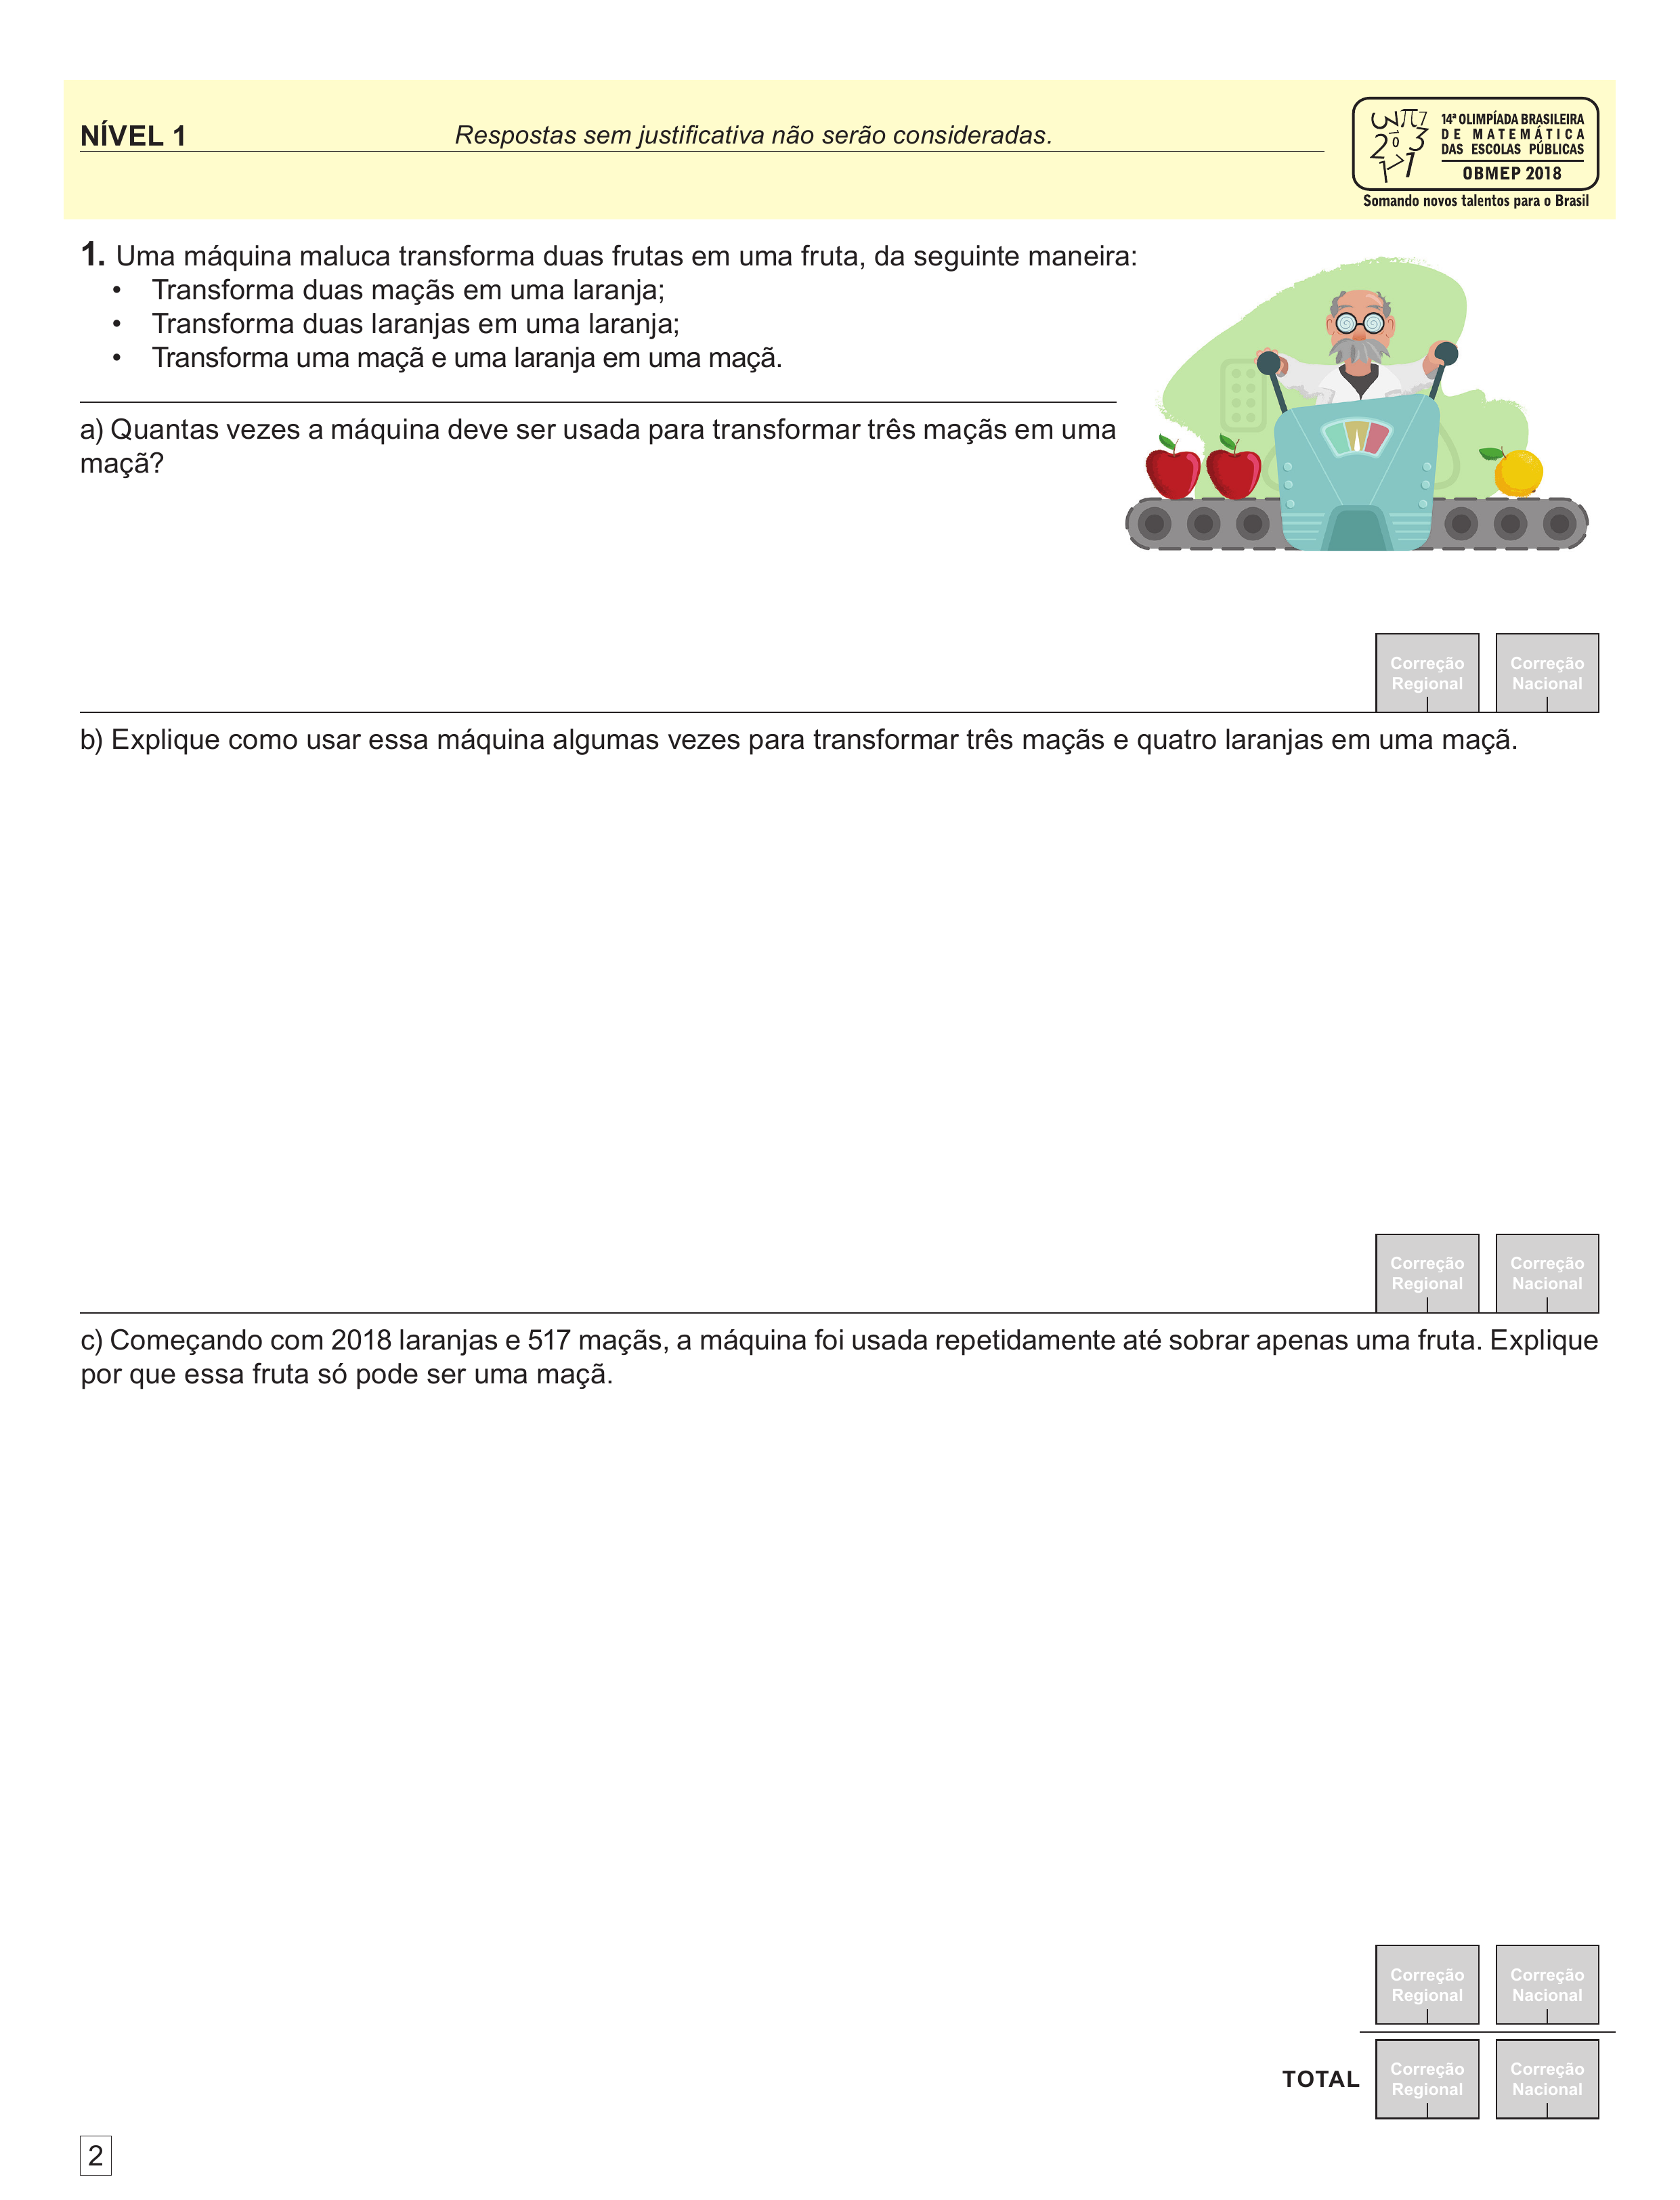 NÍVEL 1
Respostas sem justificativa não serão consideradas.
14ª OLIMPÍADA BRASILEIRA
DE MATEMÁTICA
DAS ESCOLAS PÚBLICAS
OBMEP 2018
Somando novos talentos para o Brasil
1. Uma máquina maluca transforma duas frutas em uma fruta, da seguinte maneira:
• Transforma duas maçãs em uma laranja;
• Transforma duas laranjas em uma laranja;
• Transforma uma maçã e uma laranja em uma maçã.
a) Quantas vezes a máquina deve ser usada para transformar três maçãs em uma
maçã?
Correção
Regional
Correção
Nacional
b) Explique como usar essa máquina algumas vezes para transformar três maçãs e quatro laranjas em uma maçã.
Correção
Regional
Correção
Nacional
c) Começando com 2018 laranjas e 517 maçãs, a máquina foi usada repetidamente até sobrar apenas uma fruta. Explique
por que essa fruta só pode ser uma maçã.
Correção
Regional
Correção
Nacional
TOTAL
Correção
Regional
Correção
Nacional
2